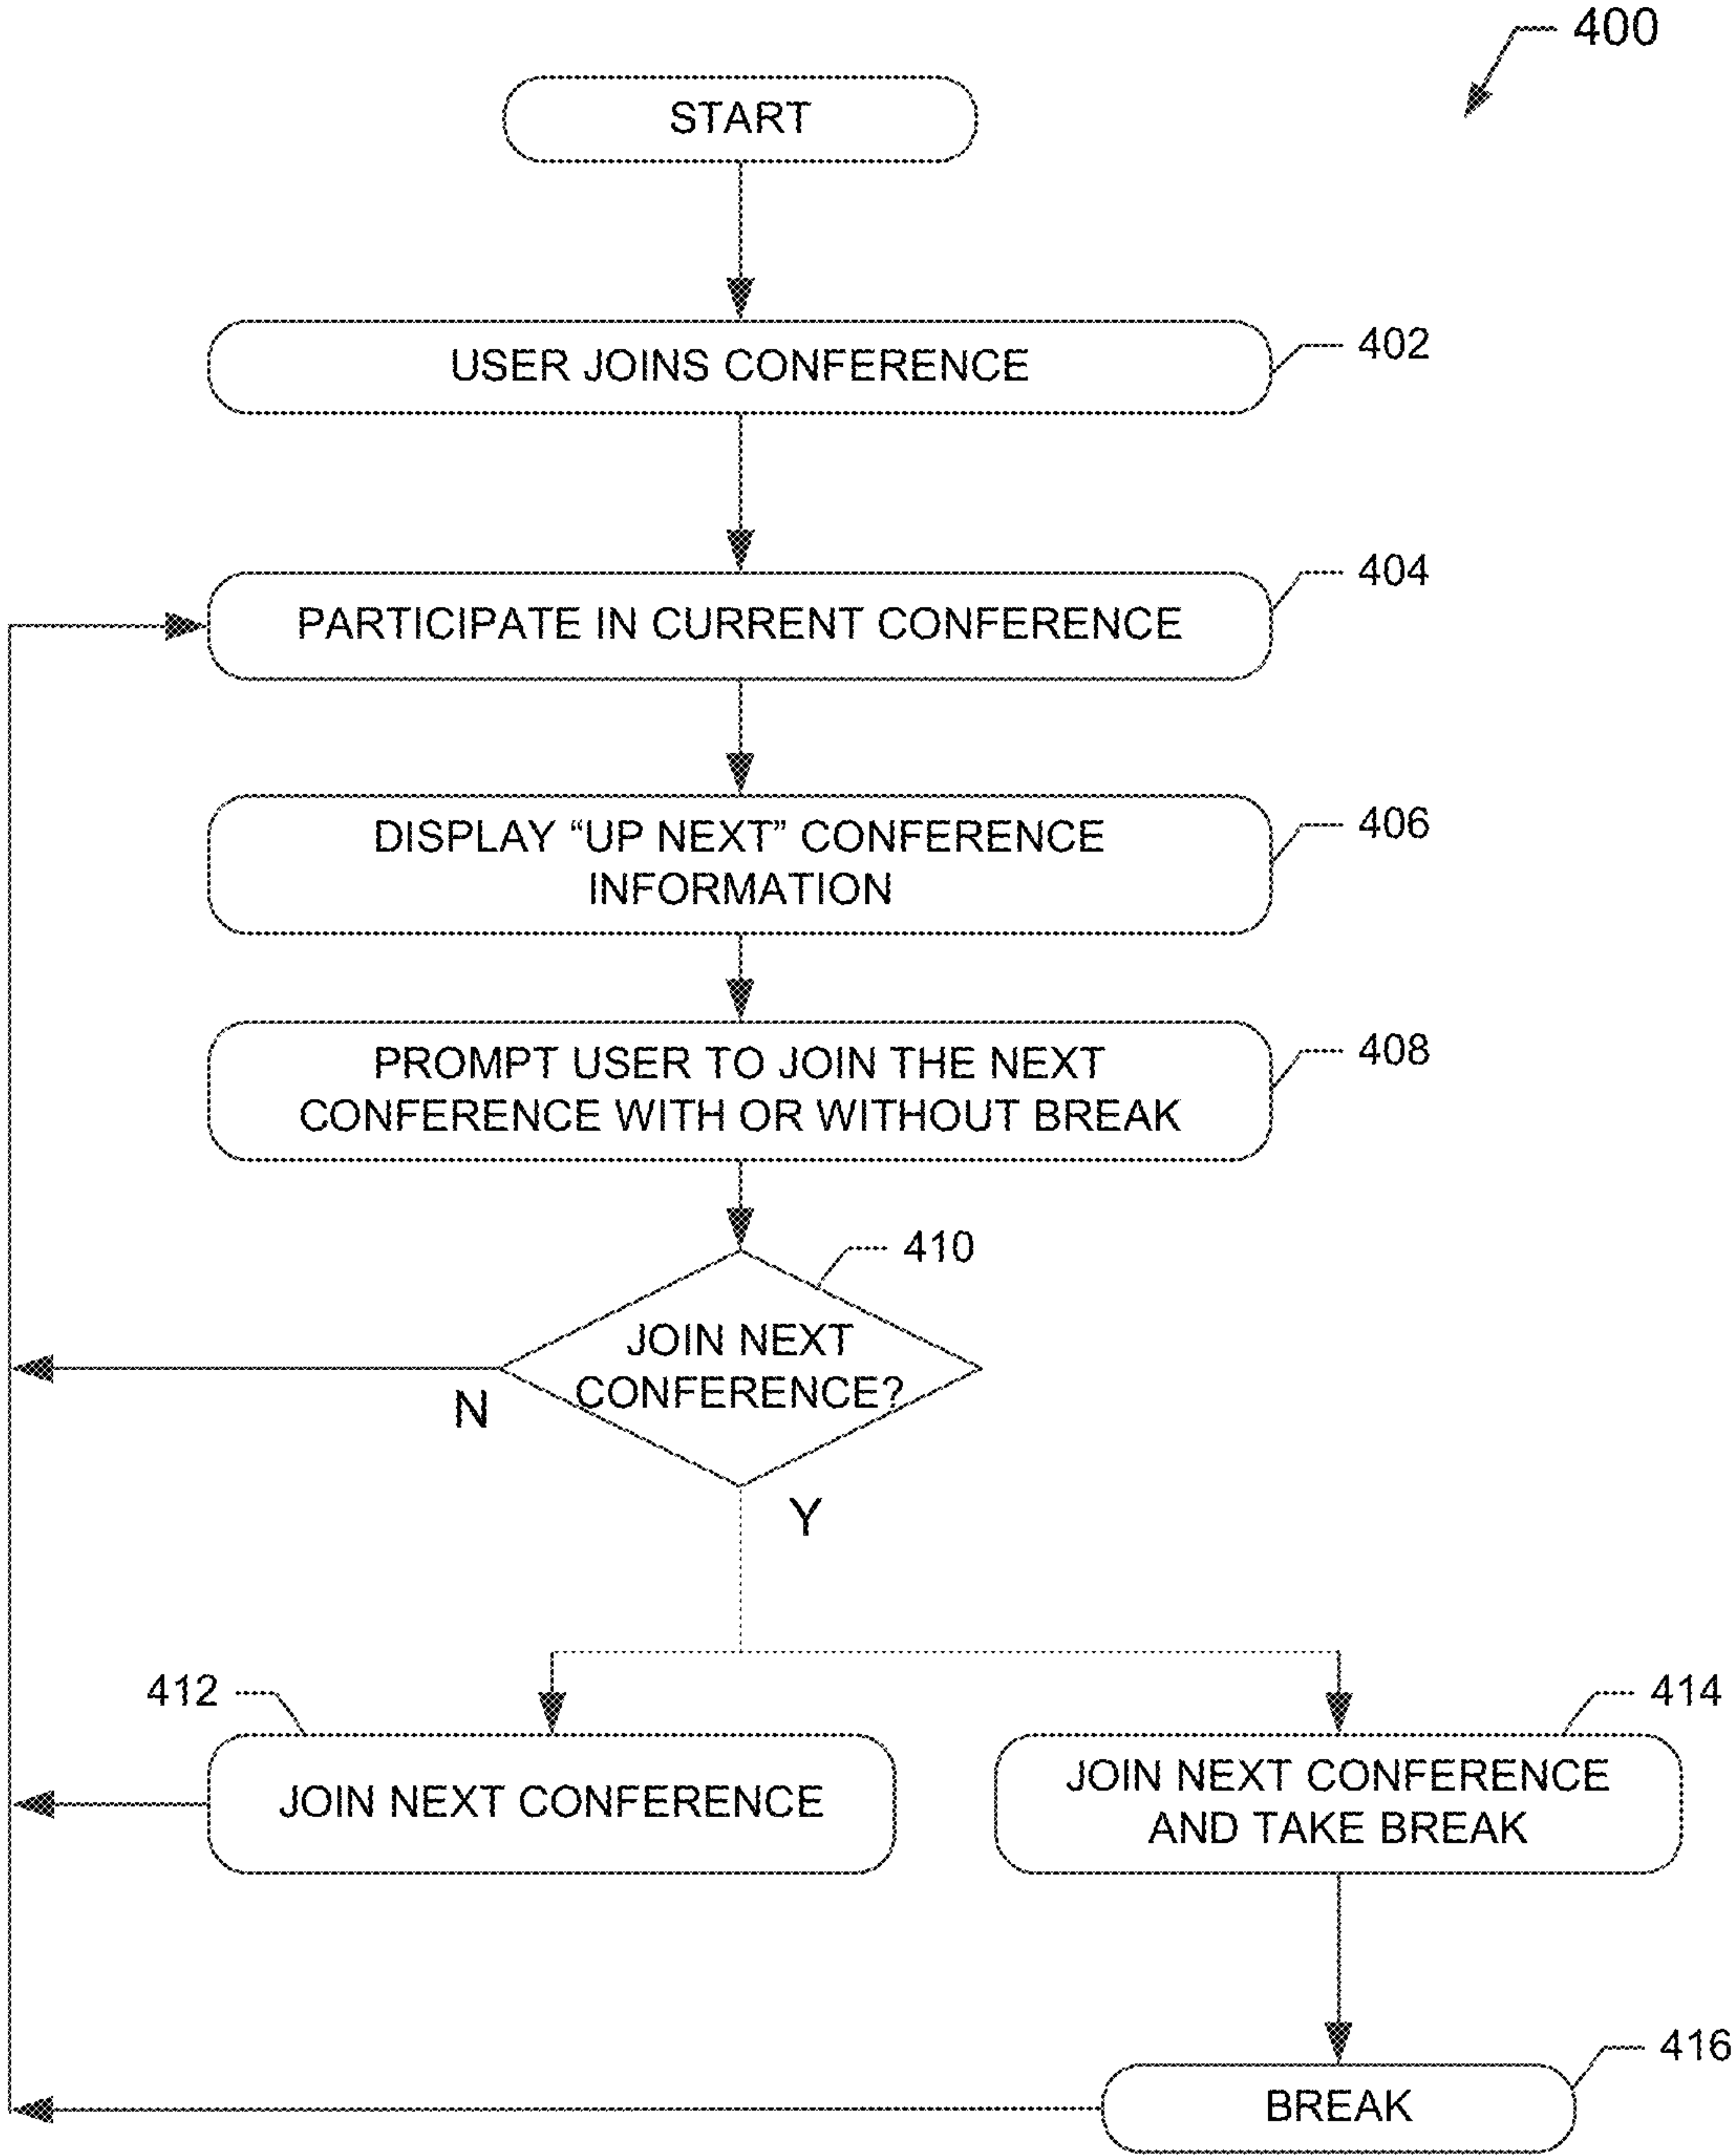 400
START
USER JOINS CONFERENCE
402
PARTICIPATE IN CURRENT CONFERENCE
404
DISPLAY “UP NEXT” CONFERENCE
INFORMATION
406
PROMPT USER TO JOIN THE NEXT
CONFERENCE WITH OR WITHOUT BREAK
408
410
JOIN NEXT
CONFERENCE?
N
Y
412
JOIN NEXT CONFERENCE
414
JOIN NEXT CONFERENCE
AND TAKE BREAK
416
BREAK